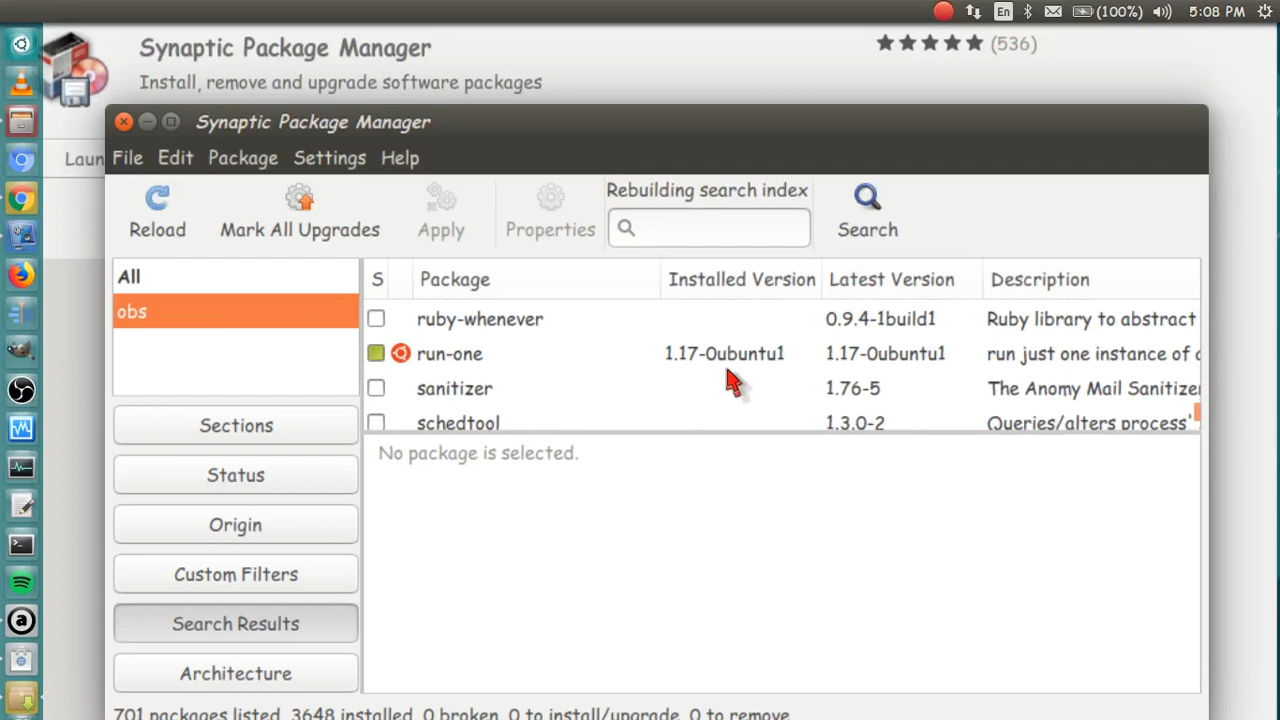 En (100%) 5:08 PM
Synaptic Package Manager
(536)
Install, remove and upgrade software packages
Laun
Synaptic Package Manager
File Edit Package Settings Help
Reload Mark All Upgrades Apply Properties Rebuilding search index Search
All
obs
S Package Installed Version Latest Version Description
ruby-whenever 0.9.4-1build1 Ruby library to abstract
run-one 1.17-0ubuntu1 1.17-0ubuntu1 run just one instance of
sanitizer 1.76-5 The Anomy Mail Sanitizer
schedtool 1.3.0-2 Queries/alters process'
No package is selected.
Sections
Status
Origin
Custom Filters
Search Results
Architecture
701 packages listed, 3648 installed, 0 broken, 0 to install/upgrade, 0 to remove